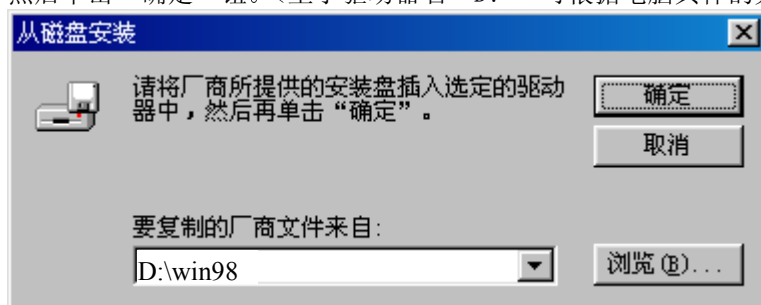 从磁盘安装
请将厂商所提供的安装盘插入选定的驱动
器中，然后再单击“确定”。
确定
取消
要复制的厂商文件来自:
D:\win98
浏览(B)...